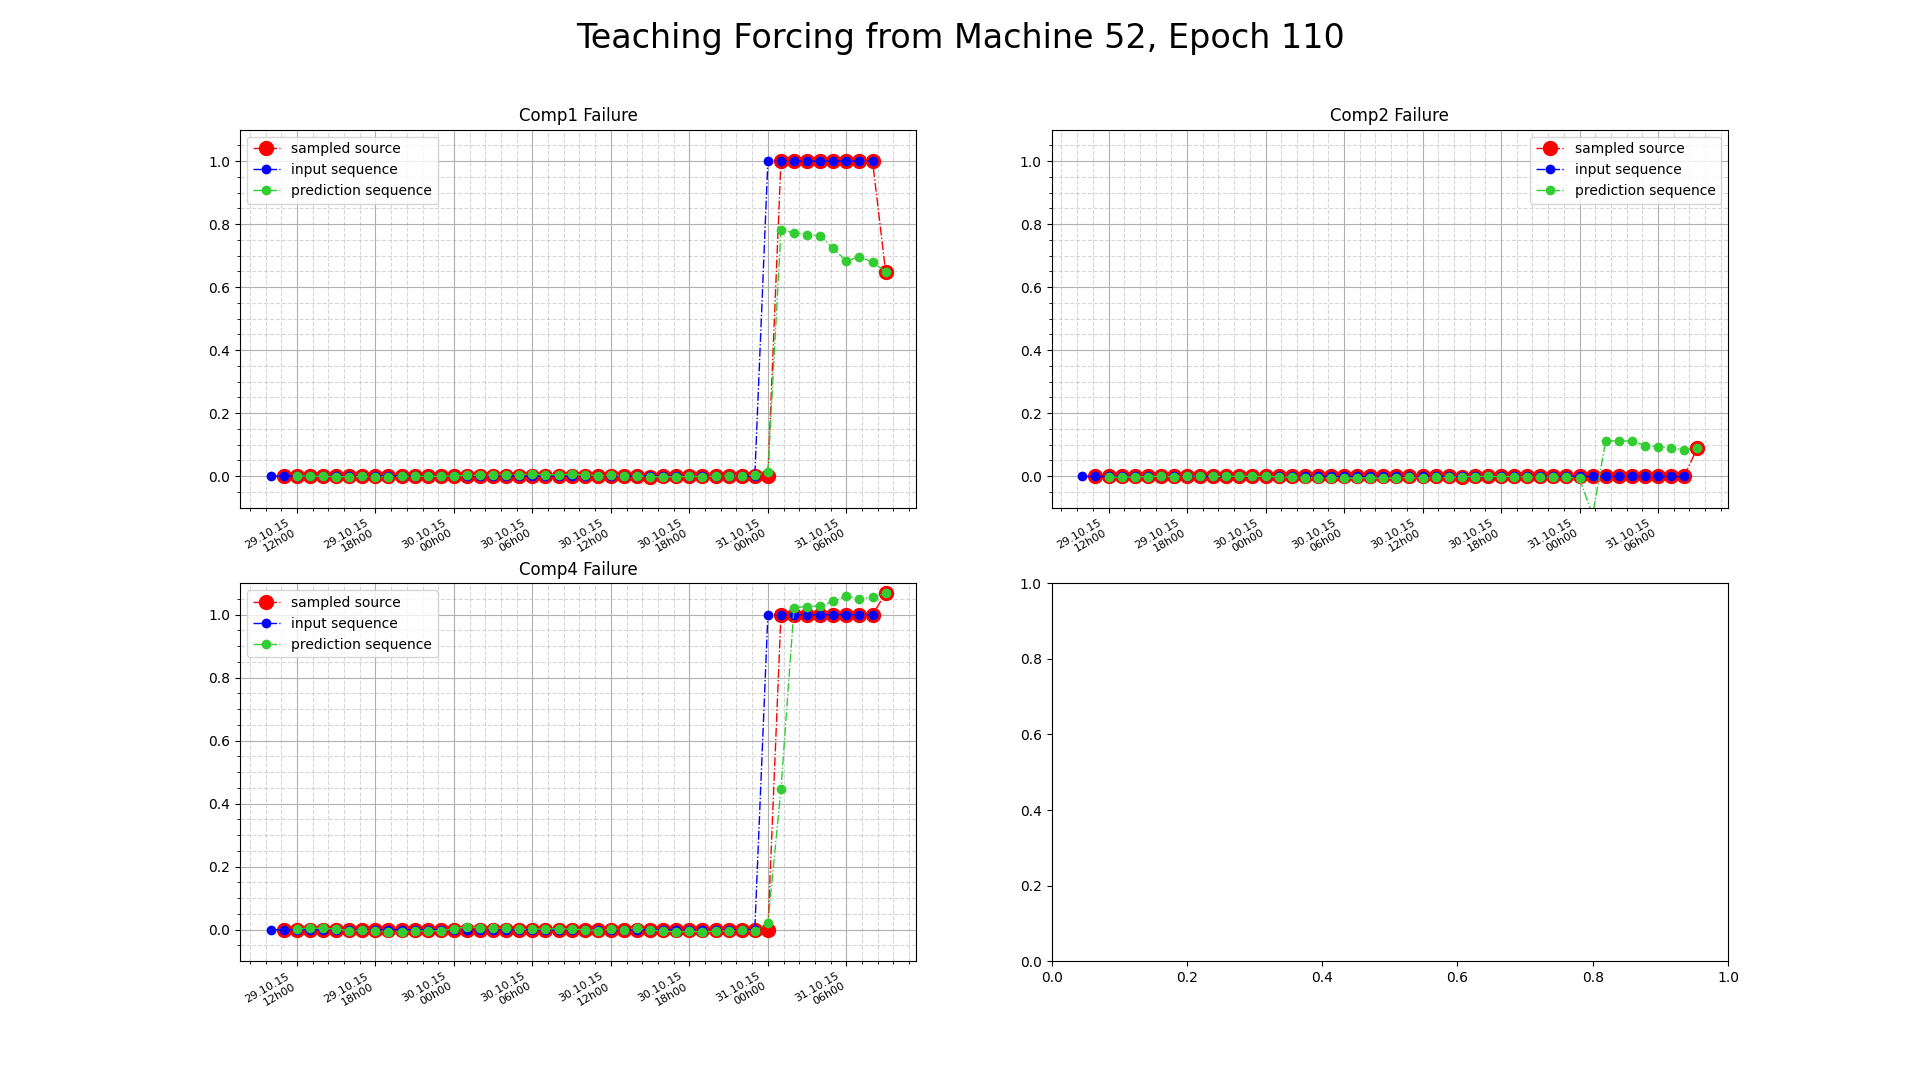 Teaching Forcing from Machine 52, Epoch 110
Comp1 Failure
sampled source
input sequence
prediction sequence
1.0
0.8
0.6
0.4
0.2
0.0
29.10.15
12h00
29.10.15
18h00
30.10.15
00h00
30.10.15
06h00
30.10.15
12h00
30.10.15
18h00
31.10.15
00h00
31.10.15
06h00
Comp2 Failure
sampled source
input sequence
prediction sequence
1.0
0.8
0.6
0.4
0.2
0.0
29.10.15
12h00
29.10.15
18h00
30.10.15
00h00
30.10.15
06h00
30.10.15
12h00
30.10.15
18h00
31.10.15
00h00
31.10.15
06h00
Comp4 Failure
sampled source
input sequence
prediction sequence
1.0
0.8
0.6
0.4
0.2
0.0
29.10.15
12h00
29.10.15
18h00
30.10.15
00h00
30.10.15
06h00
30.10.15
12h00
30.10.15
18h00
31.10.15
00h00
31.10.15
06h00
1.0
0.8
0.6
0.4
0.2
0.0
0.0 0.2 0.4 0.6 0.8 1.0